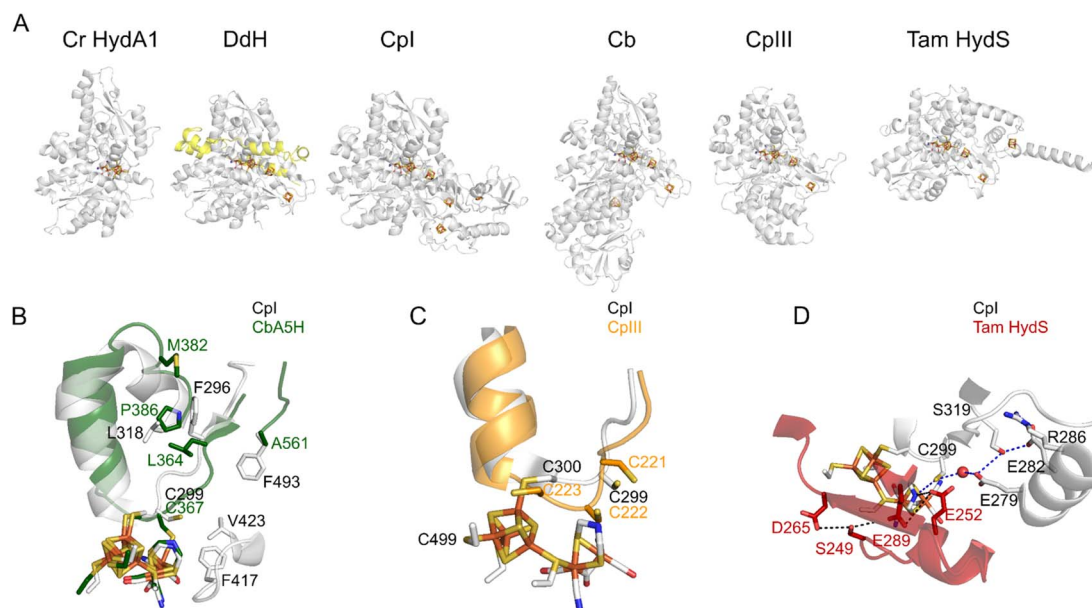 A
Cr HydA1 DdH CpI Cb CpIII Tam HydS
B
CpI
CbA5H
M382
F296
P386
L318
L364
A561
F493
C299
C367
V423
F417
C
CpI
CpIII
C300
C221
C223
C299
C222
C499
D
CpI
Tam HydS
S319
R286
C299
E282
E279
E252
D265
E289
S249